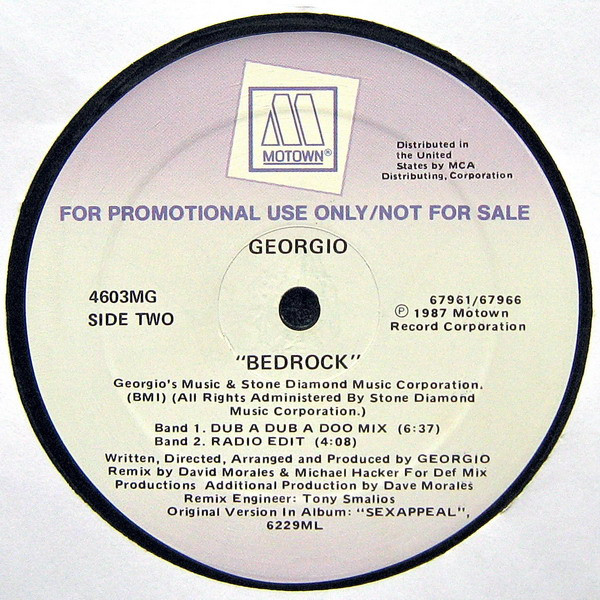 MOTOWN®
Distributed in
the United
States by MCA
Distributing, Corporation
FOR PROMOTIONAL USE ONLY/NOT FOR SALE
GEORGIO
4603MG
SIDE TWO
67961/67966
℗ 1987 Motown
Record Corporation
"BEDROCK"
Georgio's Music & Stone Diamond Music Corporation.
(BMI) (All Rights Administered By Stone Diamond
Music Corporation.)
Band 1. DUB A DUB A DOO MIX (6:37)
Band 2. RADIO EDIT (4:08)
Written, Directed, Arranged and Produced by GEORGIO
Remix by David Morales & Michael Hacker For Def Mix
Productions Additional Production by Dave Morales
Remix Engineer: Tony Smalios
Original Version In Album: "SEXAPPEAL",
6229ML